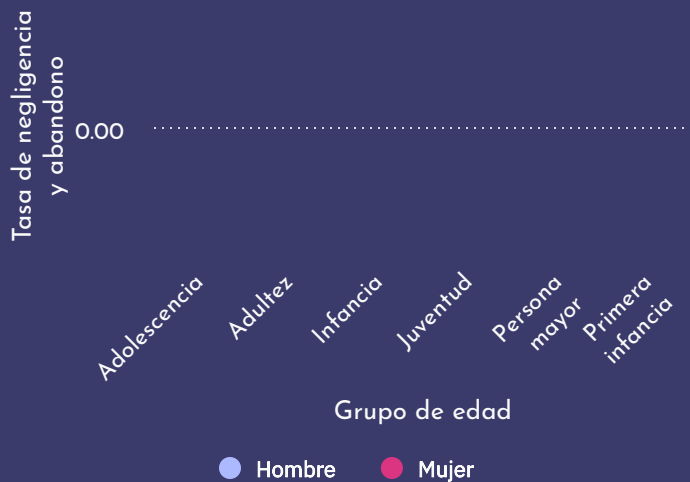 Tasa de negligencia
y abandono
0.00
Adolescencia
Adultez
Infancia
Juventud
Persona
mayor
Primera
infancia
Grupo de edad
Hombre
Mujer